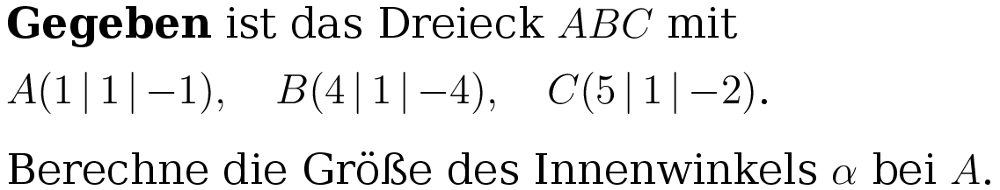 Gegeben ist das Dreieck ABC mit
A(1 | 1 | −1), B(4 | 1 | −4), C(5 | 1 | −2).
Berechne die Größe des Innenwinkels α bei A.